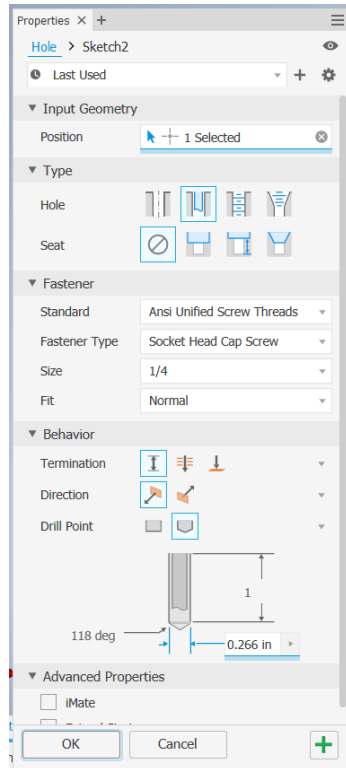 Properties × +
Hole > Sketch2
Last Used
Input Geometry
Position 1 Selected
Type
Hole
Seat
Fastener
Standard Ansi Unified Screw Threads
Fastener Type Socket Head Cap Screw
Size 1/4
Fit Normal
Behavior
Termination
Direction
Drill Point
1
118 deg 0.266 in
Advanced Properties
iMate
OK Cancel